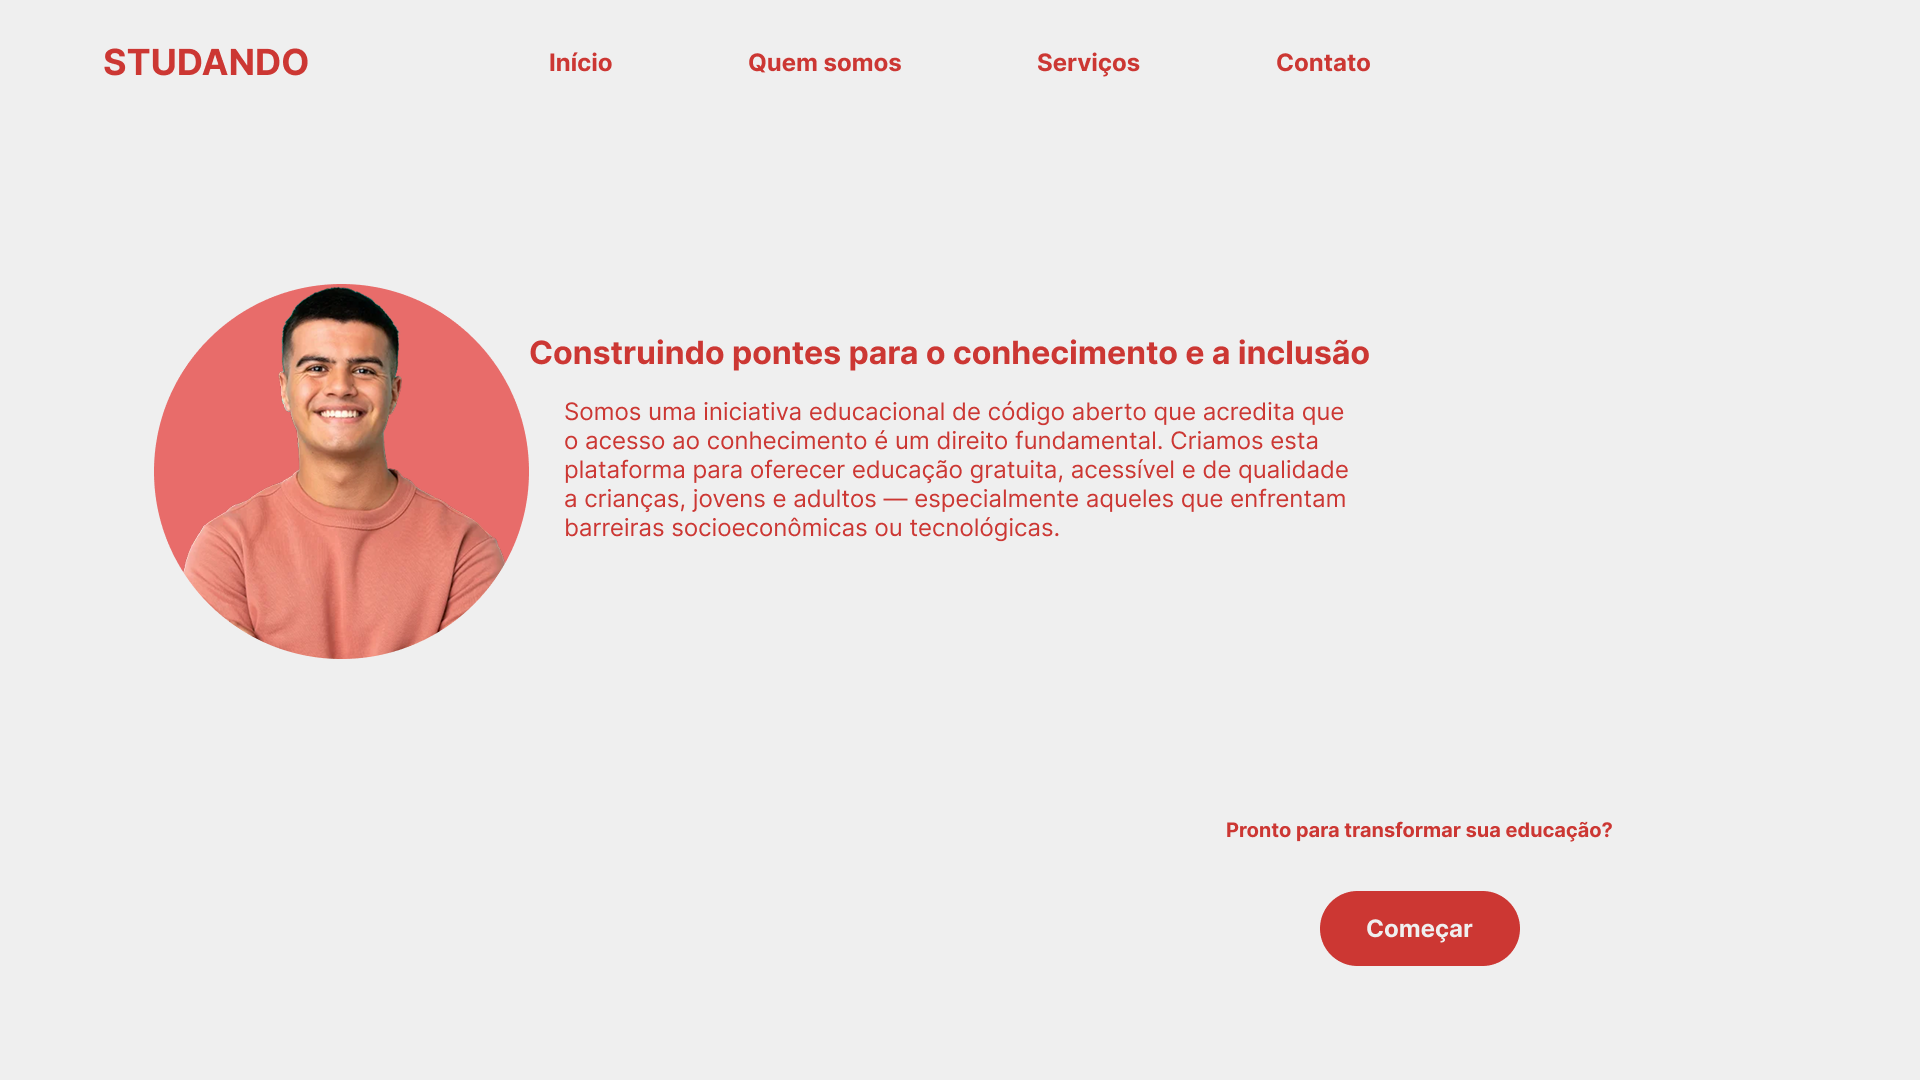 STUDANDO
Início
Quem somos
Serviços
Contato
Construindo pontes para o conhecimento e a inclusão
Somos uma iniciativa educacional de código aberto que acredita que
o acesso ao conhecimento é um direito fundamental. Criamos esta
plataforma para oferecer educação gratuita, acessível e de qualidade
a crianças, jovens e adultos — especialmente aqueles que enfrentam
barreiras socioeconômicas ou tecnológicas.
Pronto para transformar sua educação?
Começar